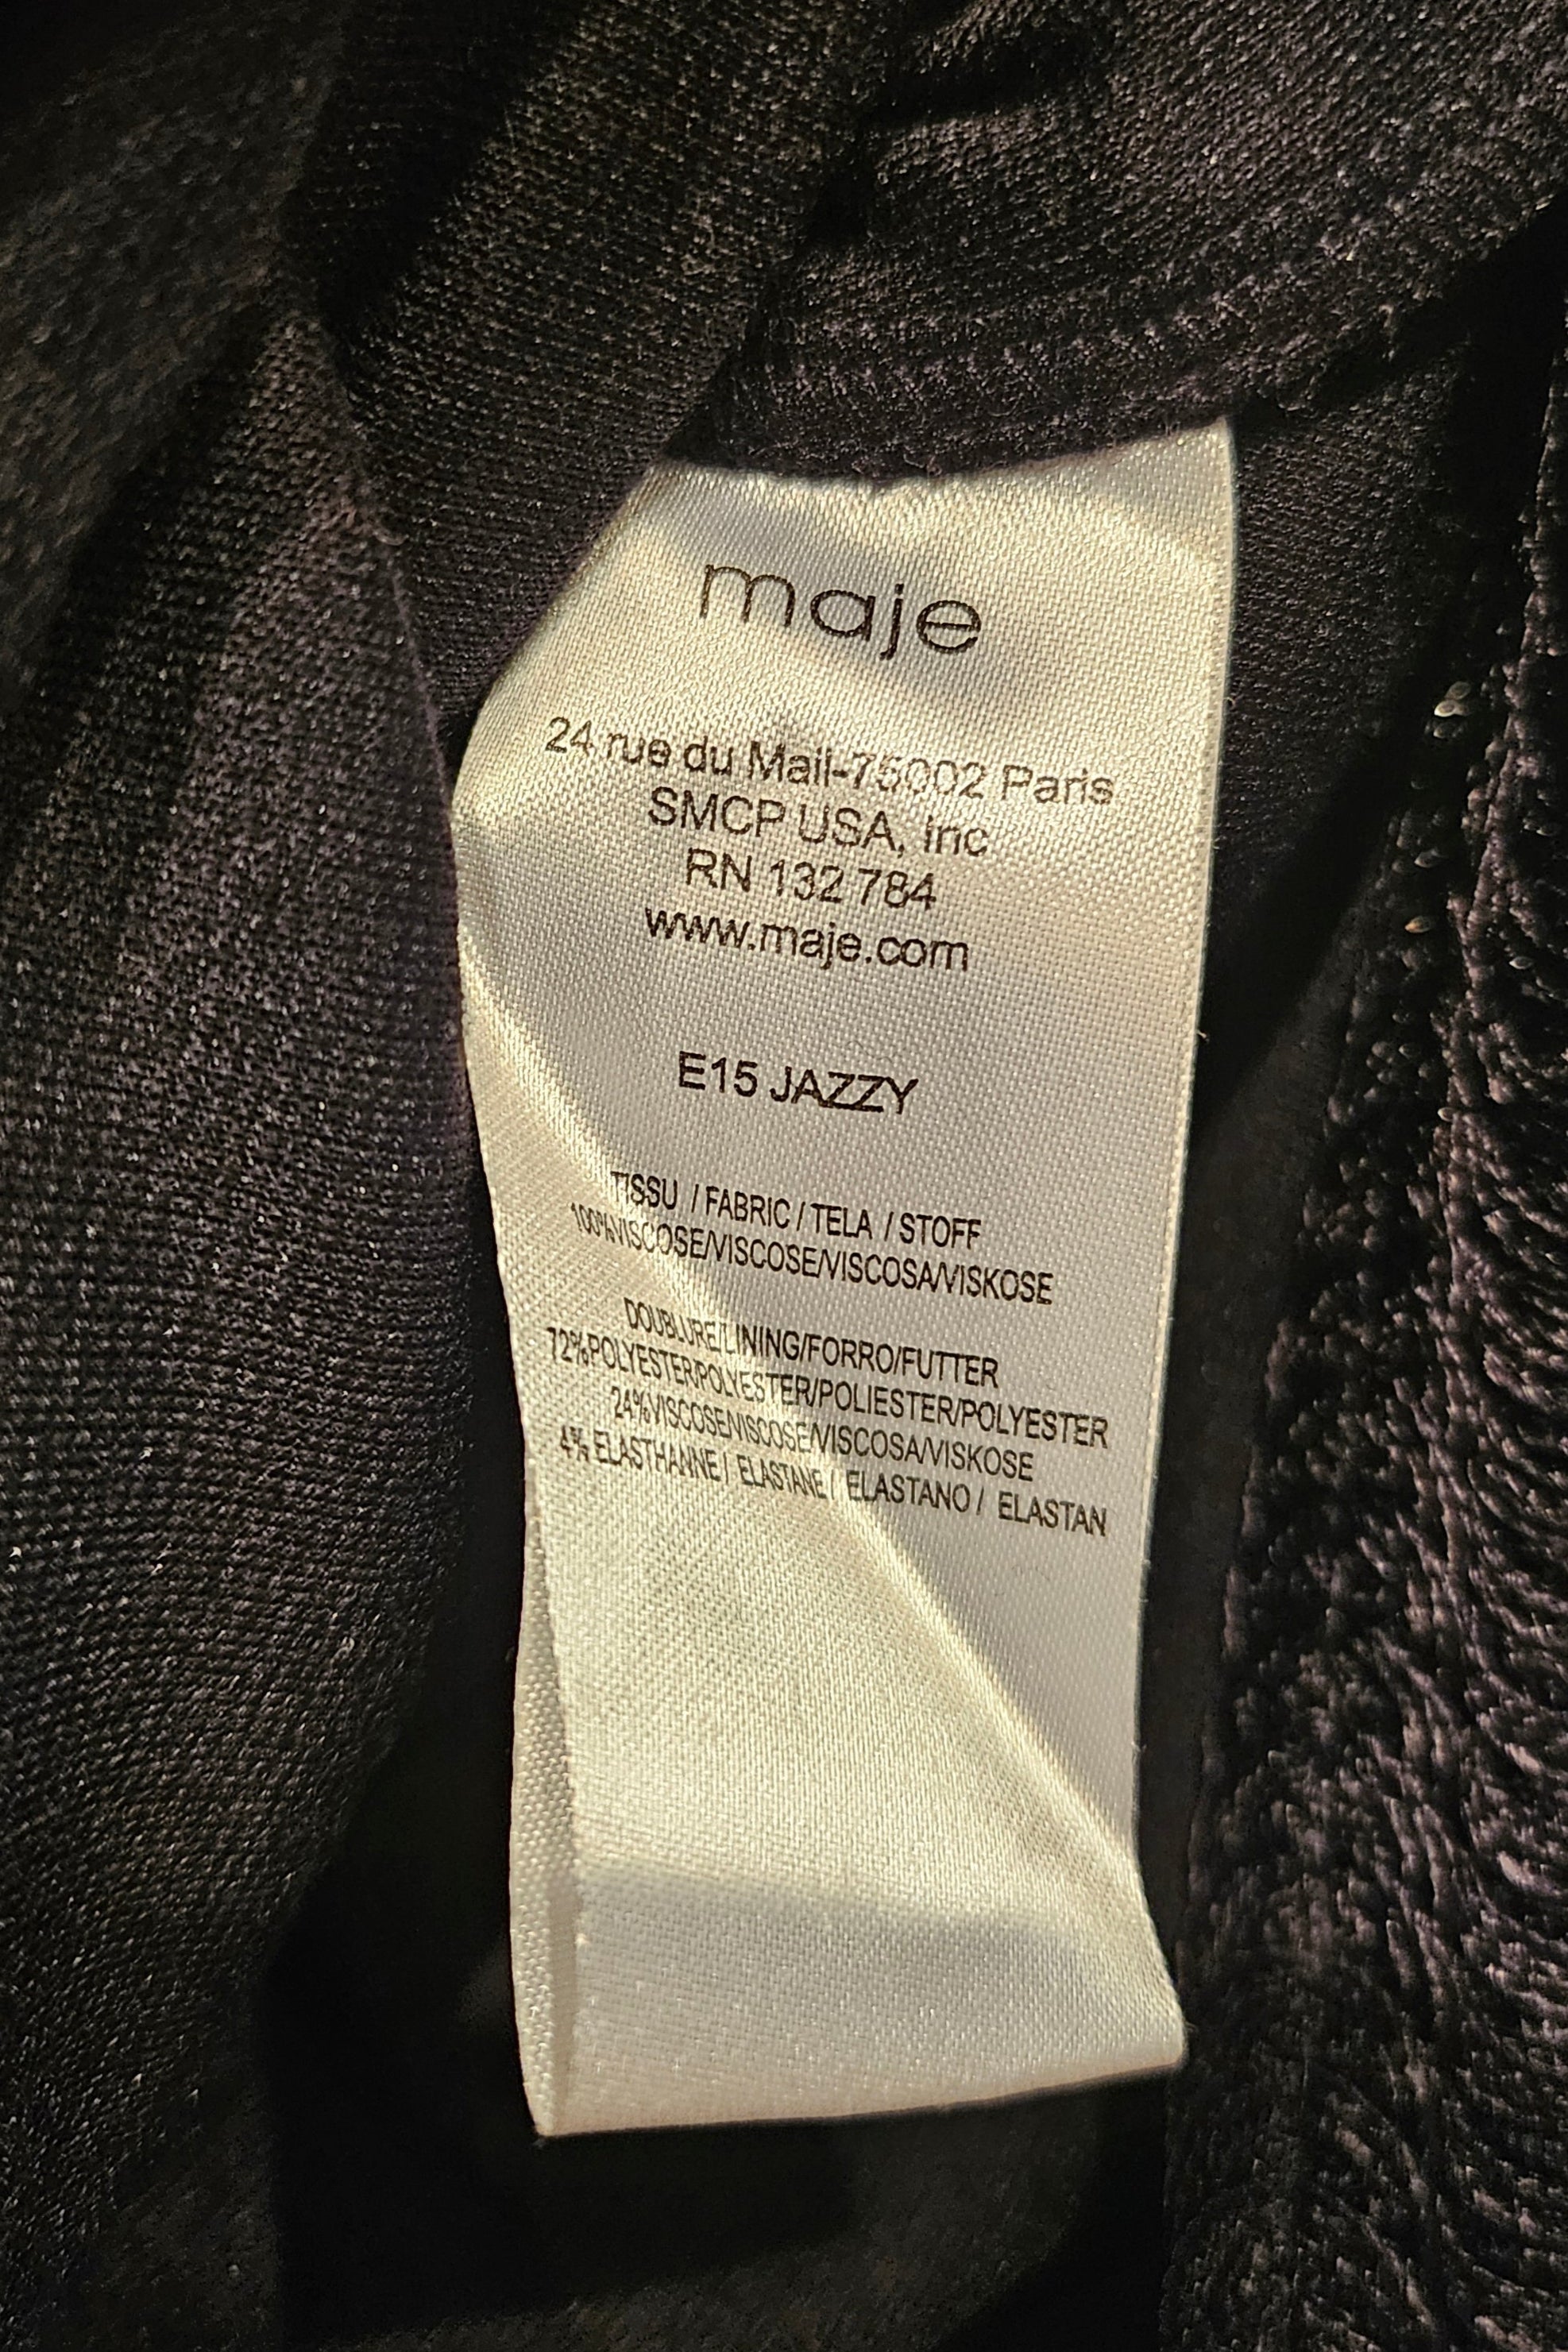 maje
24 rue du Mail-75002 Paris
SMCP USA, Inc
RN 132 784
www.maje.com
E15 JAZZY
TISSU / FABRIC / TELA / STOFF
100%VISCOSE/VISCOSE/VISCOSA/VISKOSE
DOUBLURE/LINING/FORRO/FUTTER
72%POLYESTER/POLYESTER/POLIESTER/POLYESTER
24%VISCOSE/VISCOSE/VISCOSA/VISKOSE
4% ELASTHANNE / ELASTANE / ELASTANO / ELASTAN